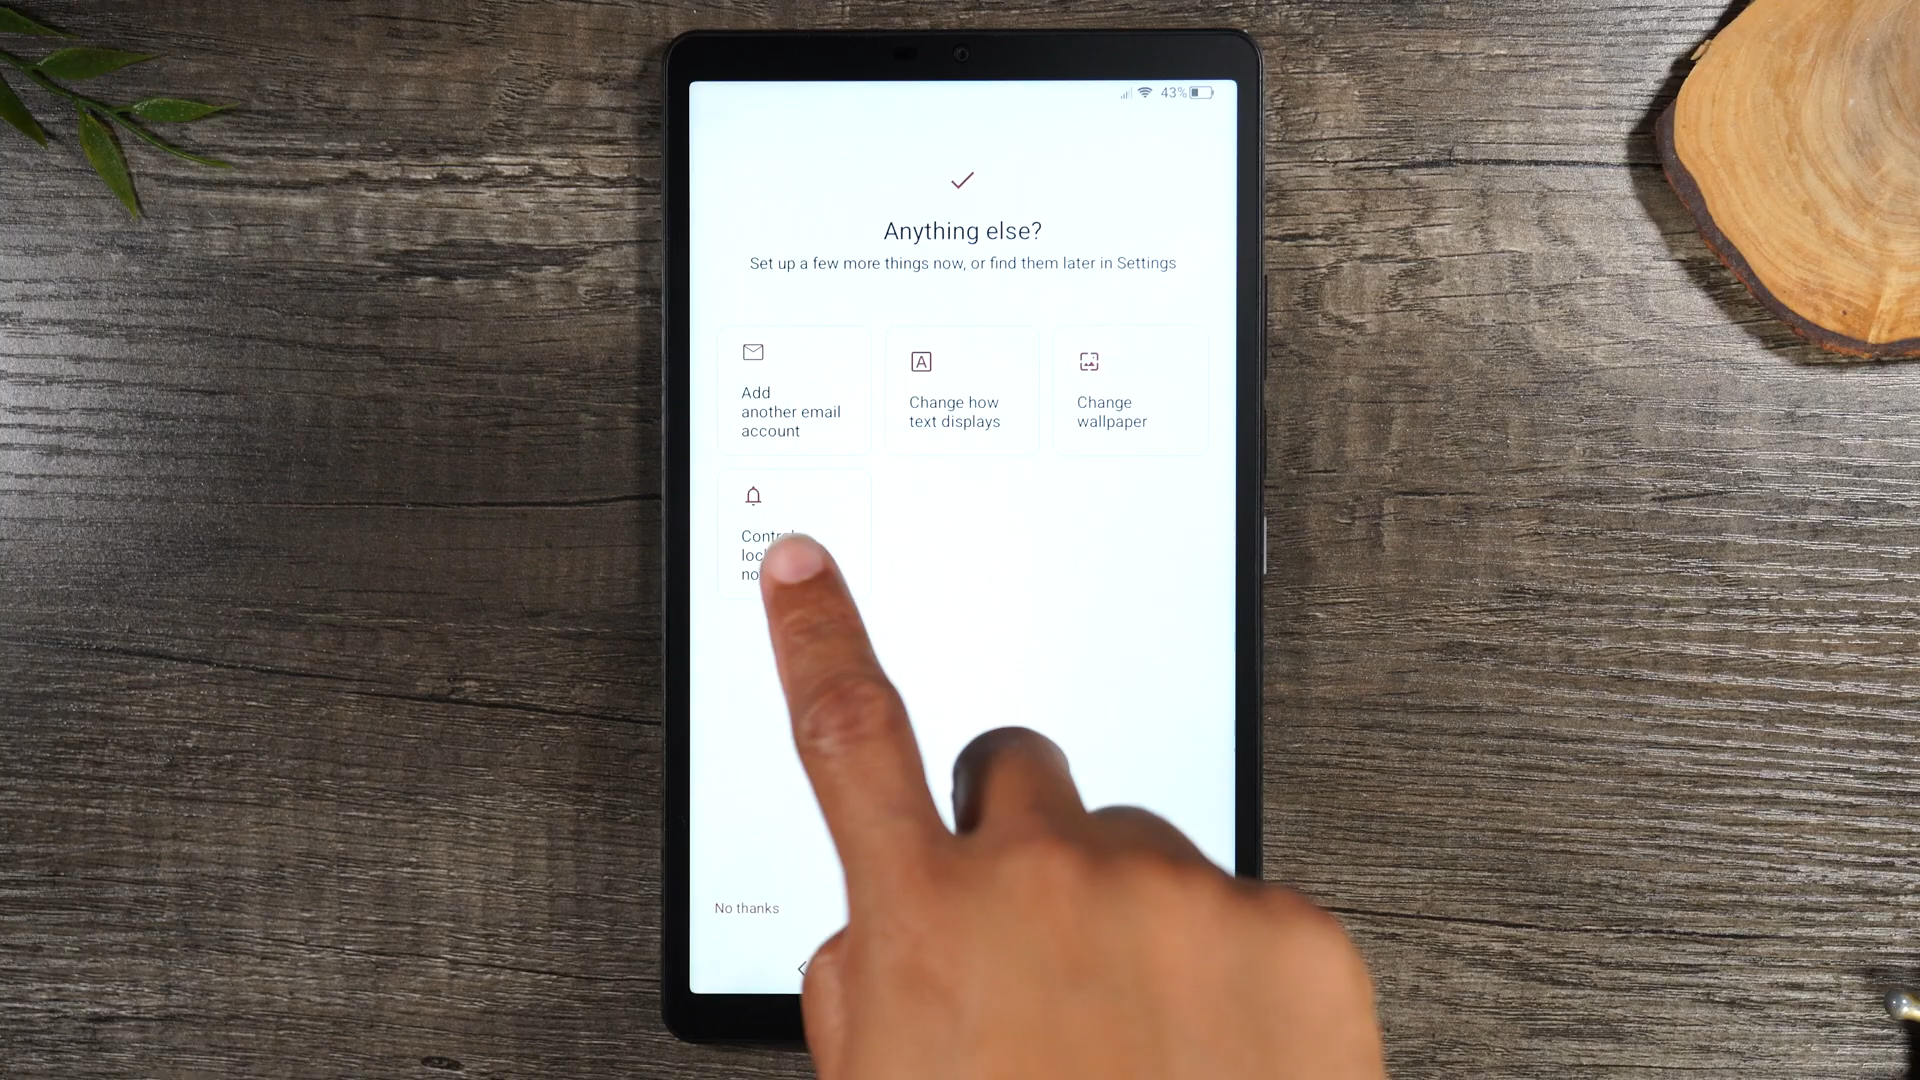 43%
Anything else?
Set up a few more things now, or find them later in Settings
Add
another email
account
A
Change how
text displays
Change
wallpaper
No thanks